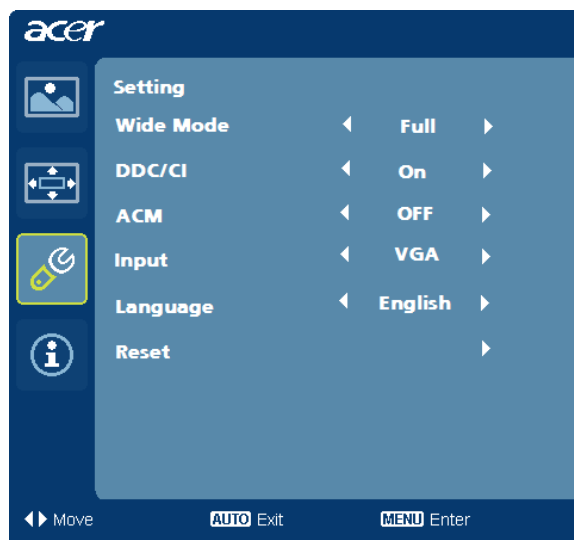 acer
Setting
Wide Mode Full
DDC/CI On
ACM OFF
Input VGA
Language English
Reset
Move AUTO Exit MENU Enter